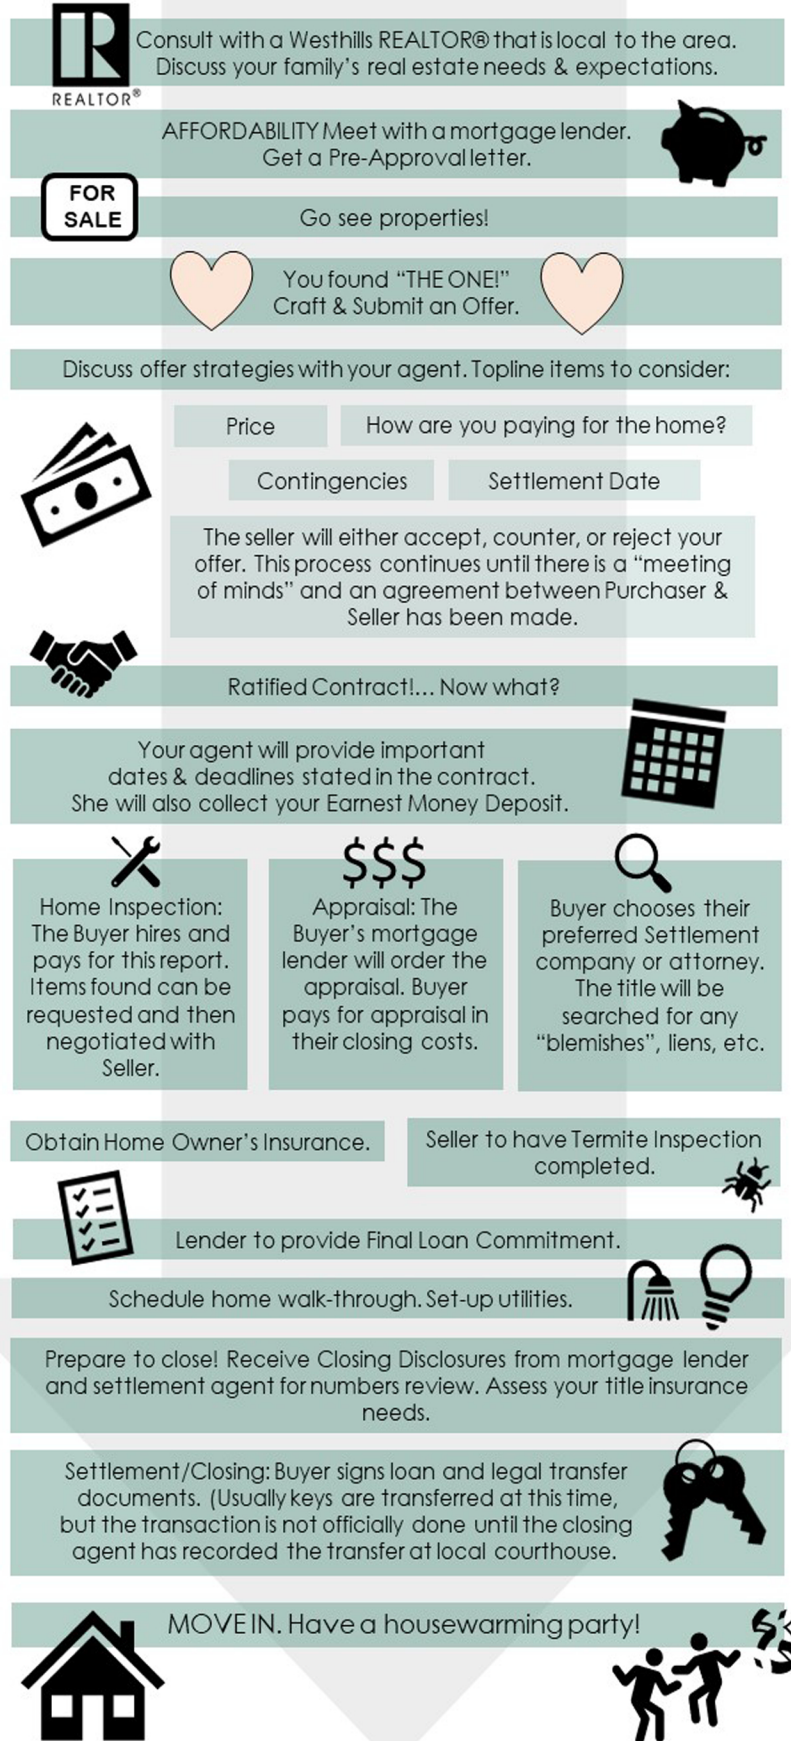 Consult with a Westhills REALTOR® that is local to the area.
Discuss your family's real estate needs & expectations.
REALTOR®
AFFORDABILITY Meet with a mortgage lender.
Get a Pre-Approval letter.
FOR
SALE
Go see properties!
You found “THE ONE!”
Craft & Submit an Offer.
Discuss offer strategies with your agent. Topline items to consider:
Price
How are you paying for the home?
Contingencies
Settlement Date
The seller will either accept, counter, or reject your
offer. This process continues until there is a “meeting
of minds” and an agreement between Purchaser &
Seller has been made.
Ratified Contract!... Now what?
Your agent will provide important
dates & deadlines stated in the contract.
She will also collect your Earnest Money Deposit.
$$$
Home Inspection:
The Buyer hires and
pays for this report.
Items found can be
requested and then
negotiated with
Seller.
Appraisal: The
Buyer's mortgage
lender will order the
appraisal. Buyer
pays for appraisal in
their closing costs.
Buyer chooses their
preferred Settlement
company or attorney.
The title will be
searched for any
“blemishes”, liens, etc.
Obtain Home Owner's Insurance.
Seller to have Termite Inspection
completed.
Lender to provide Final Loan Commitment.
Schedule home walk-through. Set-up utilities.
Prepare to close! Receive Closing Disclosures from mortgage lender
and settlement agent for numbers review. Assess your title insurance
needs.
Settlement/Closing: Buyer signs loan and legal transfer
documents. (Usually keys are transferred at this time,
but the transaction is not officially done until the closing
agent has recorded the transfer at local courthouse.
MOVE IN. Have a housewarming party!